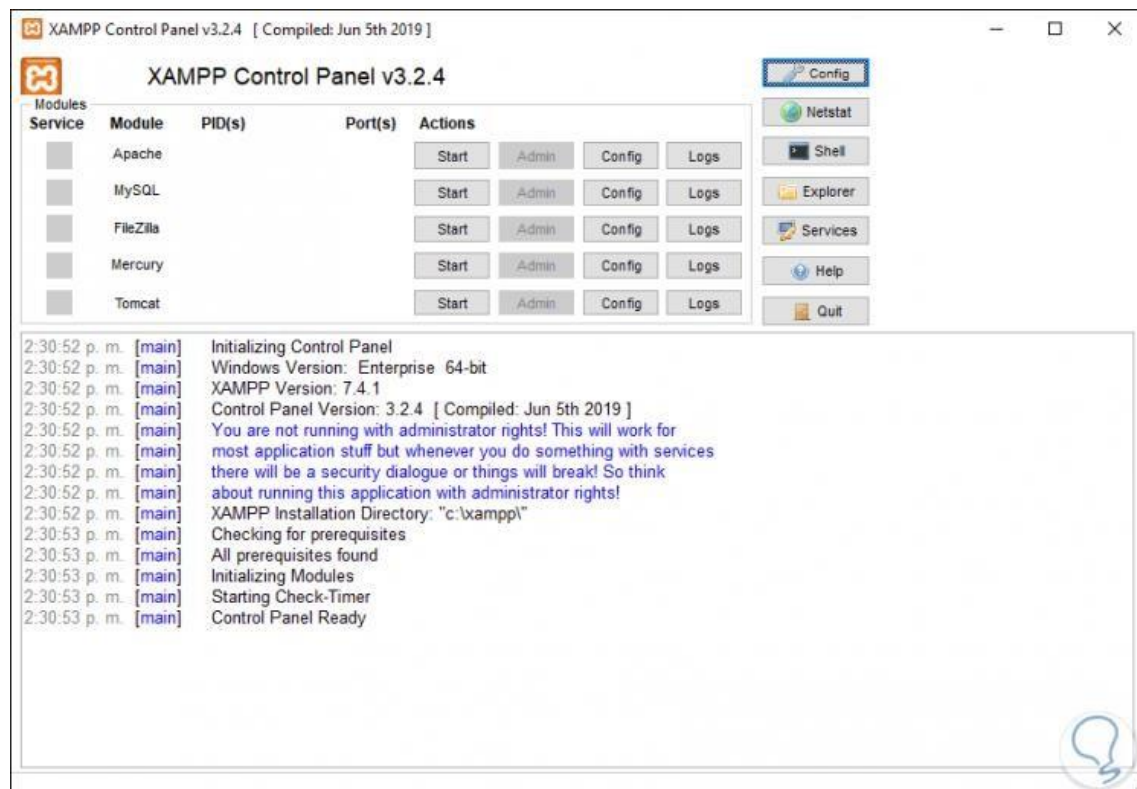 XAMPP Control Panel v3.2.4 [ Compiled: Jun 5th 2019 ]
XAMPP Control Panel v3.2.4
Config
Modules
Service Module PID(s) Port(s) Actions
Netstat
Apache Start Admin Config Logs
Shell
MySQL Start Admin Config Logs
Explorer
FileZilla Start Admin Config Logs
Services
Mercury Start Admin Config Logs
Help
Tomcat Start Admin Config Logs
Quit
2:30:52 p. m. [main] Initializing Control Panel
2:30:52 p. m. [main] Windows Version: Enterprise 64-bit
2:30:52 p. m. [main] XAMPP Version: 7.4.1
2:30:52 p. m. [main] Control Panel Version: 3.2.4 [ Compiled: Jun 5th 2019 ]
2:30:52 p. m. [main] You are not running with administrator rights! This will work for
2:30:52 p. m. [main] most application stuff but whenever you do something with services
2:30:52 p. m. [main] there will be a security dialogue or things will break! So think
2:30:52 p. m. [main] about running this application with administrator rights!
2:30:52 p. m. [main] XAMPP Installation Directory: "c:\xampp\"
2:30:53 p. m. [main] Checking for prerequisites
2:30:53 p. m. [main] All prerequisites found
2:30:53 p. m. [main] Initializing Modules
2:30:53 p. m. [main] Starting Check-Timer
2:30:53 p. m. [main] Control Panel Ready